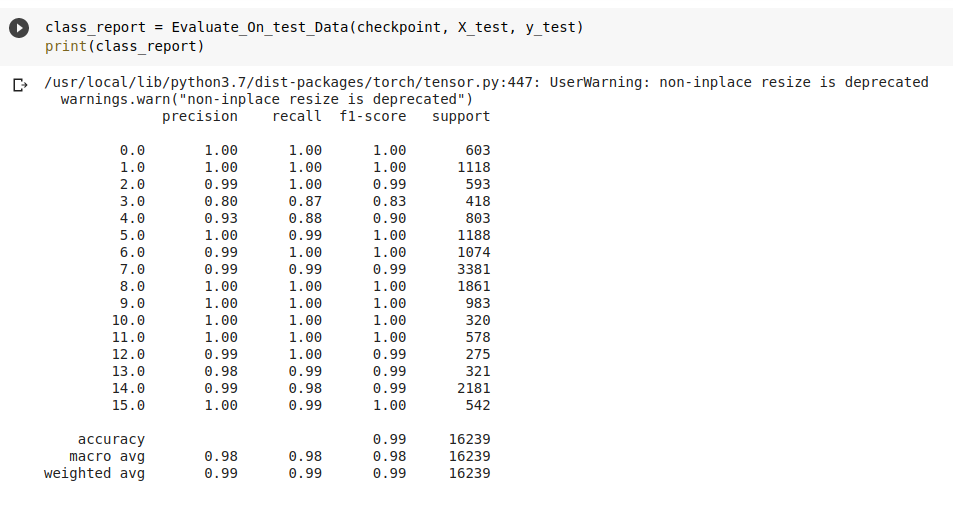 class_report = Evaluate_On_test_Data(checkpoint, X_test, y_test)
print(class_report)
/usr/local/lib/python3.7/dist-packages/torch/tensor.py:447: UserWarning: non-inplace resize is deprecated
  warnings.warn("non-inplace resize is deprecated")
              precision    recall  f1-score   support

         0.0       1.00      1.00      1.00       603
         1.0       1.00      1.00      1.00      1118
         2.0       0.99      1.00      0.99       593
         3.0       0.80      0.87      0.83       418
         4.0       0.93      0.88      0.90       803
         5.0       1.00      0.99      1.00      1188
         6.0       0.99      1.00      1.00      1074
         7.0       0.99      0.99      0.99      3381
         8.0       1.00      1.00      1.00      1861
         9.0       1.00      1.00      1.00       983
        10.0       1.00      1.00      1.00       320
        11.0       1.00      1.00      1.00       578
        12.0       0.99      1.00      0.99       275
        13.0       0.98      0.99      0.99       321
        14.0       0.99      0.98      0.99      2181
        15.0       1.00      0.99      1.00       542

    accuracy                           0.99     16239
   macro avg       0.98      0.98      0.98     16239
weighted avg       0.99      0.99      0.99     16239